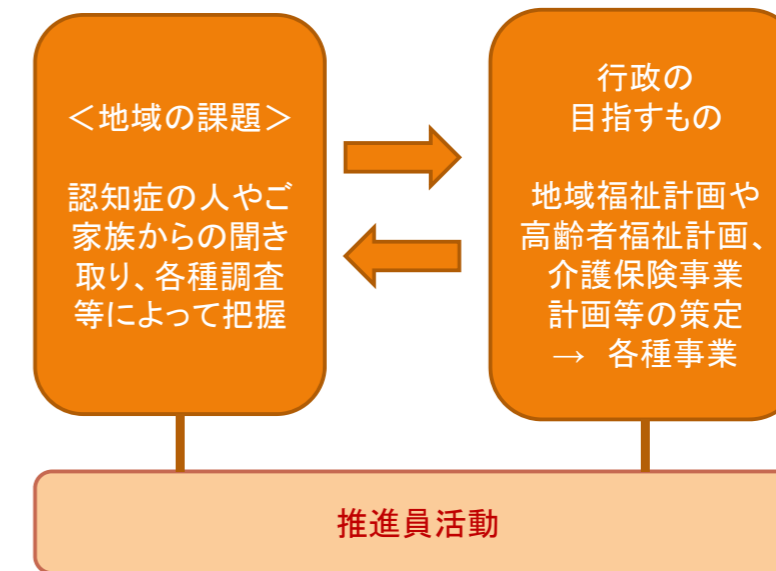 ＜地域の課題＞
認知症の人やご
家族からの聞き
取り、各種調査
等によって把握
行政の
目指すもの
地域福祉計画や
高齢者福祉計画、
介護保険事業
計画等の策定
→ 各種事業
推進員活動